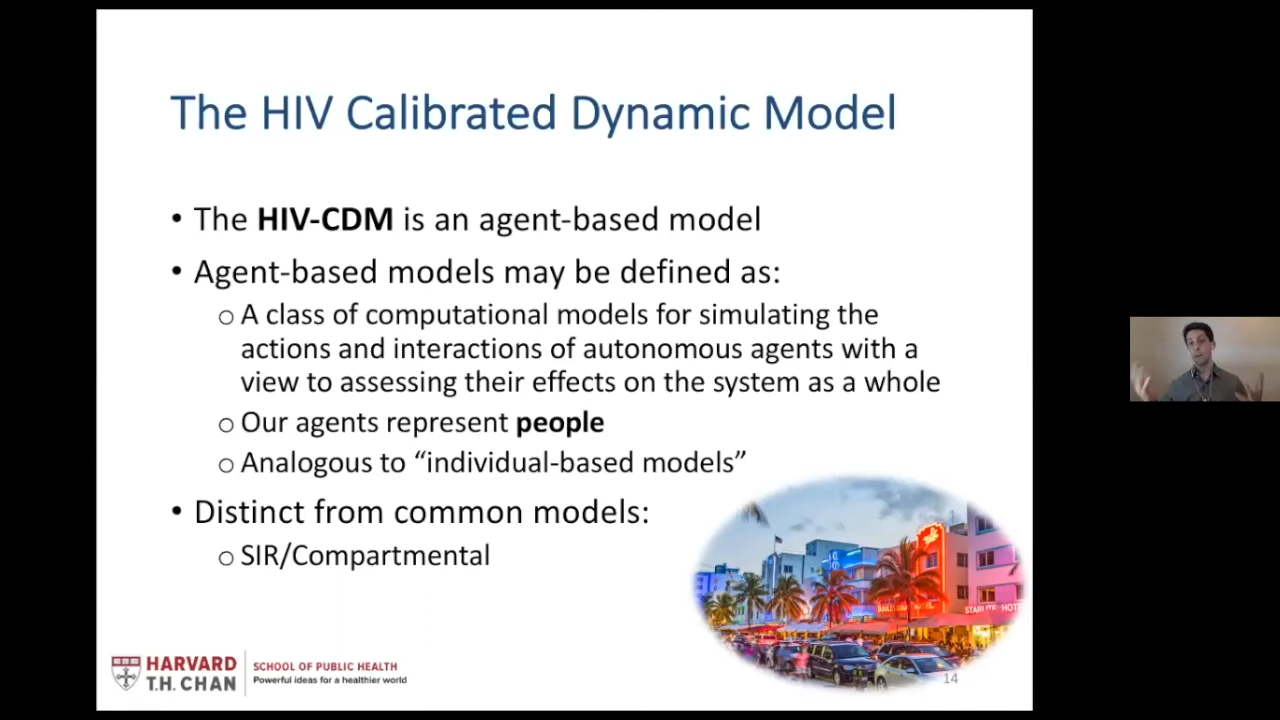 The HIV Calibrated Dynamic Model
• The HIV-CDM is an agent-based model
• Agent-based models may be defined as:
○ A class of computational models for simulating the
actions and interactions of autonomous agents with a
view to assessing their effects on the system as a whole
○ Our agents represent people
○ Analogous to “individual-based models”
• Distinct from common models:
○ SIR/Compartmental
STARLITE HOT
HARVARD
T.H. CHAN
SCHOOL OF PUBLIC HEALTH
Powerful ideas for a healthier world
14